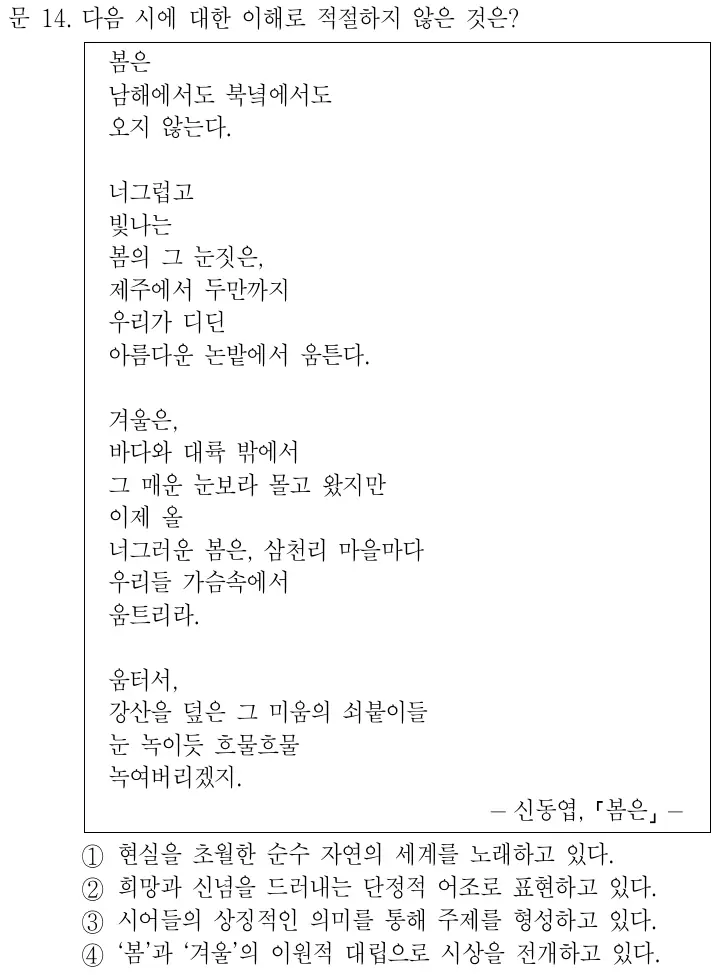 문 14. 다음 시에 대한 이해로 적절하지 않은 것은?
봄은
남해에서도 북녘에서도
오지 않는다.
너그럽고
빛나는
봄의 그 눈짓은,
제주에서 두만까지
우리가 디딘
아름다운 논밭에서 움튼다.
겨울은,
바다와 대륙 밖에서
그 매운 눈보라 몰고 왔지만
이제 올
너그러운 봄은, 삼천리 마을마다
우리들 가슴속에서
움트리라.
움터서,
강산을 덮은 그 미움의 쇠붙이들
눈 녹이듯 흐물흐물
녹여버리겠지.
– 신동엽, 「봄은」 –
① 현실을 초월한 순수 자연의 세계를 노래하고 있다.
② 희망과 신념을 드러내는 단정적 어조로 표현하고 있다.
③ 시어들의 상징적인 의미를 통해 주제를 형성하고 있다.
④ ‘봄’과 ‘겨울’의 이원적 대립으로 시상을 전개하고 있다.